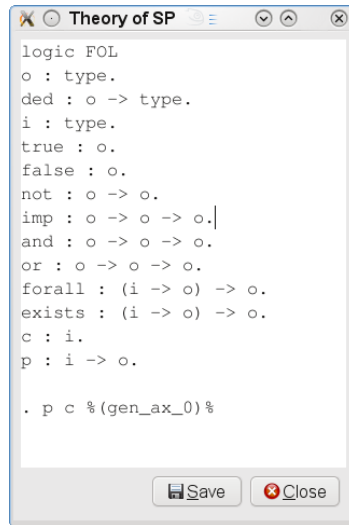 Theory of SP
logic FOL
o : type.
ded : o -> type.
i : type.
true : o.
false : o.
not : o -> o.
imp : o -> o -> o.
and : o -> o -> o.
or : o -> o -> o.
forall : (i -> o) -> o.
exists : (i -> o) -> o.
c : i.
p : i -> o.
. p c %(gen_ax_0)%
Save Close